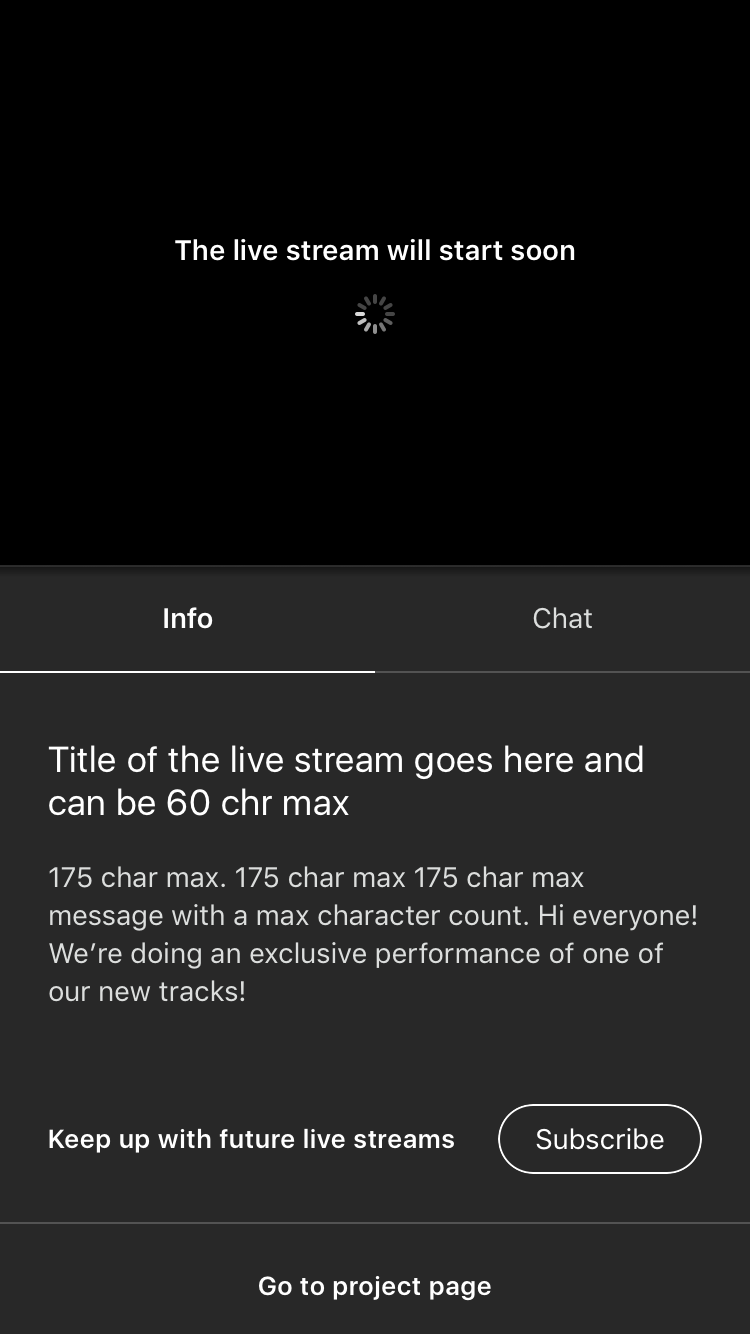 The live stream will start soon
Info
Chat
Title of the live stream goes here and
can be 60 chr max
175 char max. 175 char max 175 char max
message with a max character count. Hi everyone!
We’re doing an exclusive performance of one of
our new tracks!
Keep up with future live streams
Subscribe
Go to project page